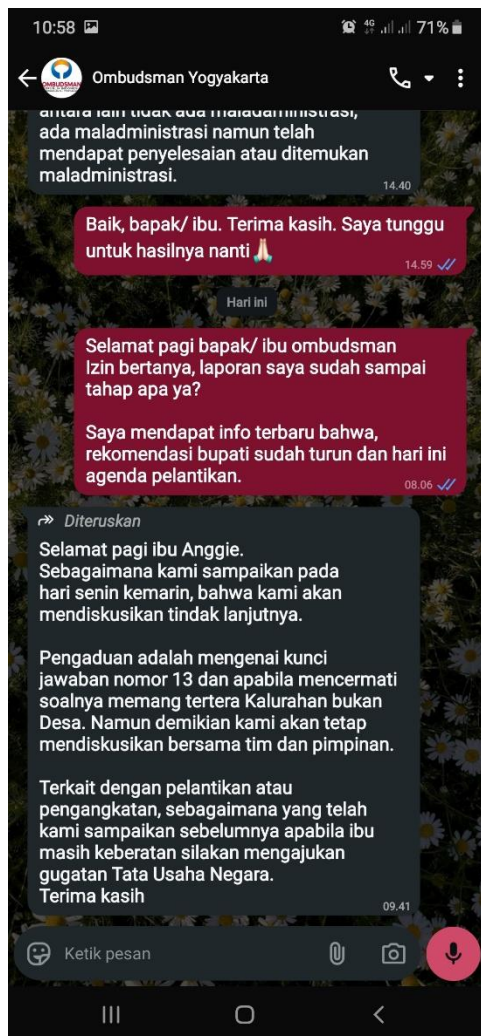 10:58
4G
71%
OMBUDSMAN
Ombudsman Yogyakarta
antara lain tidak ada maladaministrasi,
ada maladministrasi namun telah
mendapat penyelesaian atau ditemukan
maladministrasi.
14.40
Baik, bapak/ ibu. Terima kasih. Saya tunggu
untuk hasilnya nanti 🙏🏻
14.59
Hari ini
Selamat pagi bapak/ ibu ombudsman
Izin bertanya, laporan saya sudah sampai
tahap apa ya?
Saya mendapat info terbaru bahwa,
rekomendasi bupati sudah turun dan hari ini
agenda pelantikan.
08.06
Diteruskan
Selamat pagi ibu Anggie.
Sebagaimana kami sampaikan pada
hari senin kemarin, bahwa kami akan
mendiskusikan tindak lanjutnya.
Pengaduan adalah mengenai kunci
jawaban nomor 13 dan apabila mencermati
soalnya memang tertera Kalurahan bukan
Desa. Namun demikian kami akan tetap
mendiskusikan bersama tim dan pimpinan.
Terkait dengan pelantikan atau
pengangkatan, sebagaimana yang telah
kami sampaikan sebelumnya apabila ibu
masih keberatan silakan mengajukan
gugatan Tata Usaha Negara.
Terima kasih
09.41
Ketik pesan